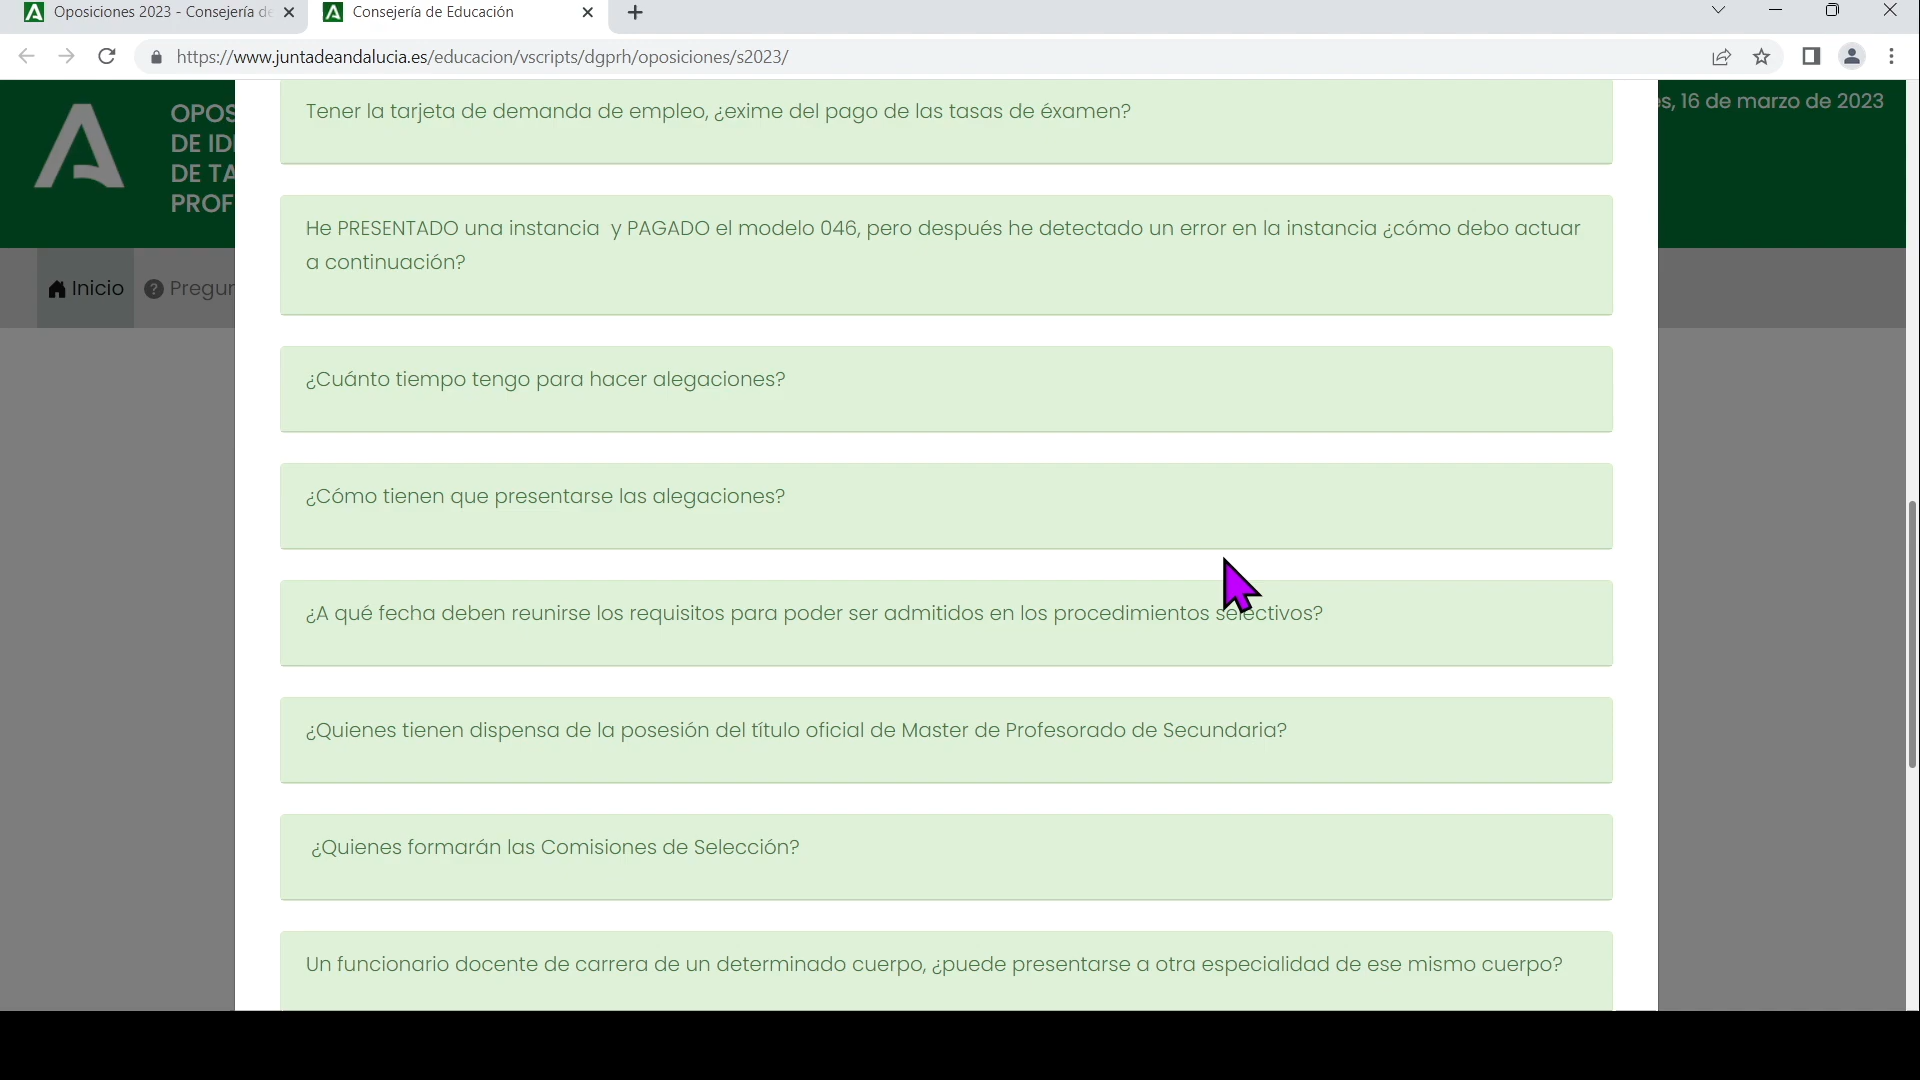 Oposiciones 2023 - Consejería de
Consejería de Educación
https://www.juntadeandalucia.es/educacion/vscripts/dgprh/oposiciones/s2023/
OPOS
DE ID
DE TA
PROF
es, 16 de marzo de 2023
Inicio
Pregun
Tener la tarjeta de demanda de empleo, ¿exime del pago de las tasas de éxamen?
He PRESENTADO una instancia y PAGADO el modelo 046, pero después he detectado un error en la instancia ¿cómo debo actuar
a continuación?
¿Cuánto tiempo tengo para hacer alegaciones?
¿Cómo tienen que presentarse las alegaciones?
¿A qué fecha deben reunirse los requisitos para poder ser admitidos en los procedimientos selectivos?
¿Quienes tienen dispensa de la posesión del título oficial de Master de Profesorado de Secundaria?
¿Quienes formarán las Comisiones de Selección?
Un funcionario docente de carrera de un determinado cuerpo, ¿puede presentarse a otra especialidad de ese mismo cuerpo?